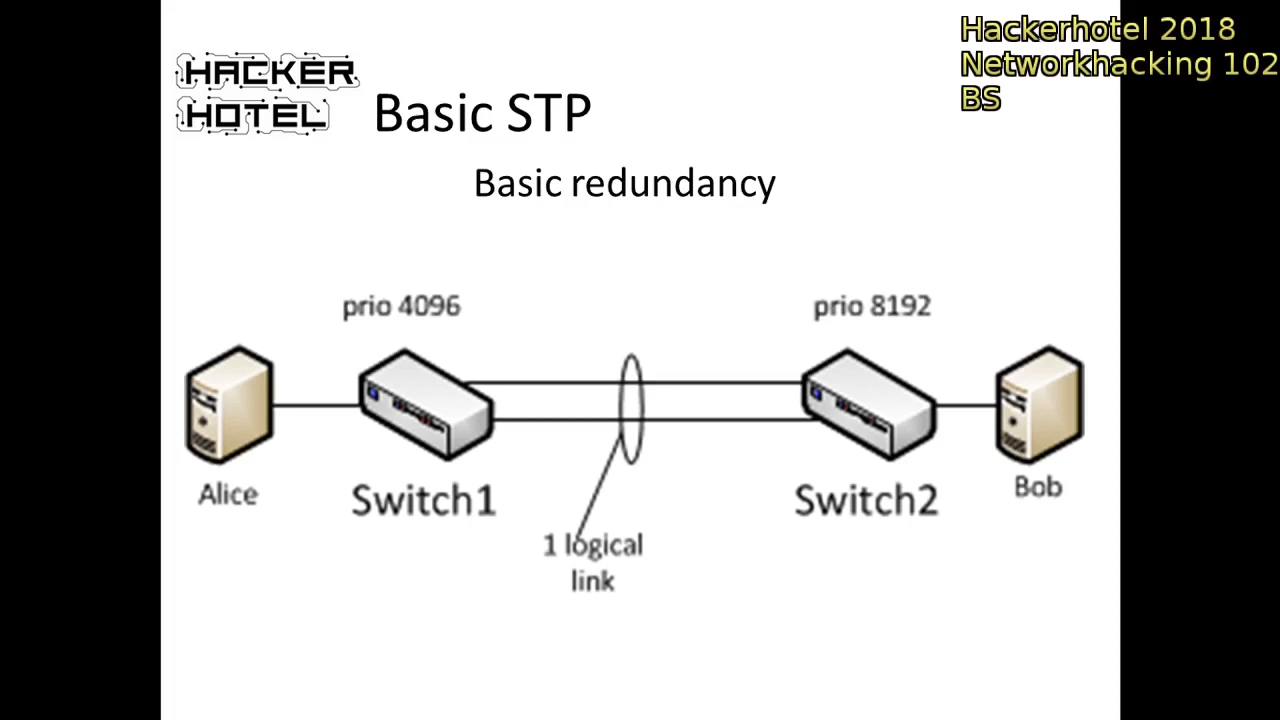 HACKER
HOTEL
Basic STP
Hackerhotel 2018
Networkhacking 102
BS
Basic redundancy
prio 4096
prio 8192
Alice
Switch1
Switch2
Bob
1 logical
link